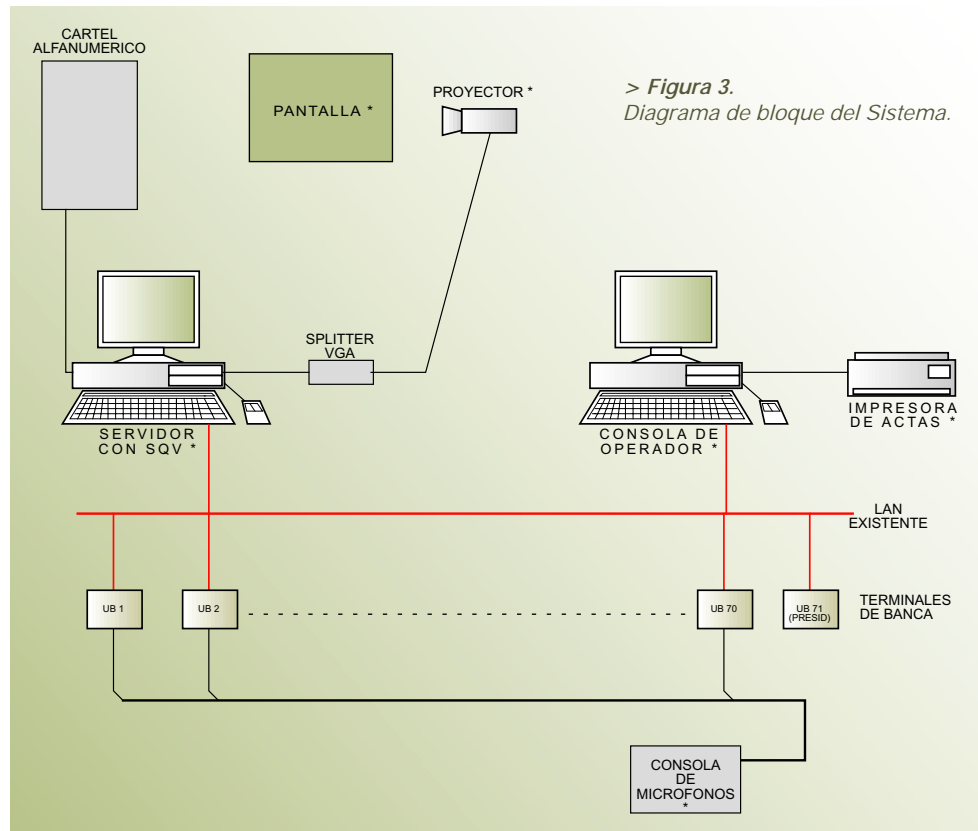 CARTEL
ALFANUMERICO
PANTALLA *
PROYECTOR *
> Figura 3.
Diagrama de bloque del Sistema.
SPLITTER
VGA
SERVIDOR
CON SQV *
CONSOLA DE
OPERADOR *
IMPRESORA
DE ACTAS *
LAN
EXISTENTE
UB 1
UB 2
UB 70
UB 71
(PRESID)
TERMINALES
DE BANCA
CONSOLA
DE
MICROFONOS
*